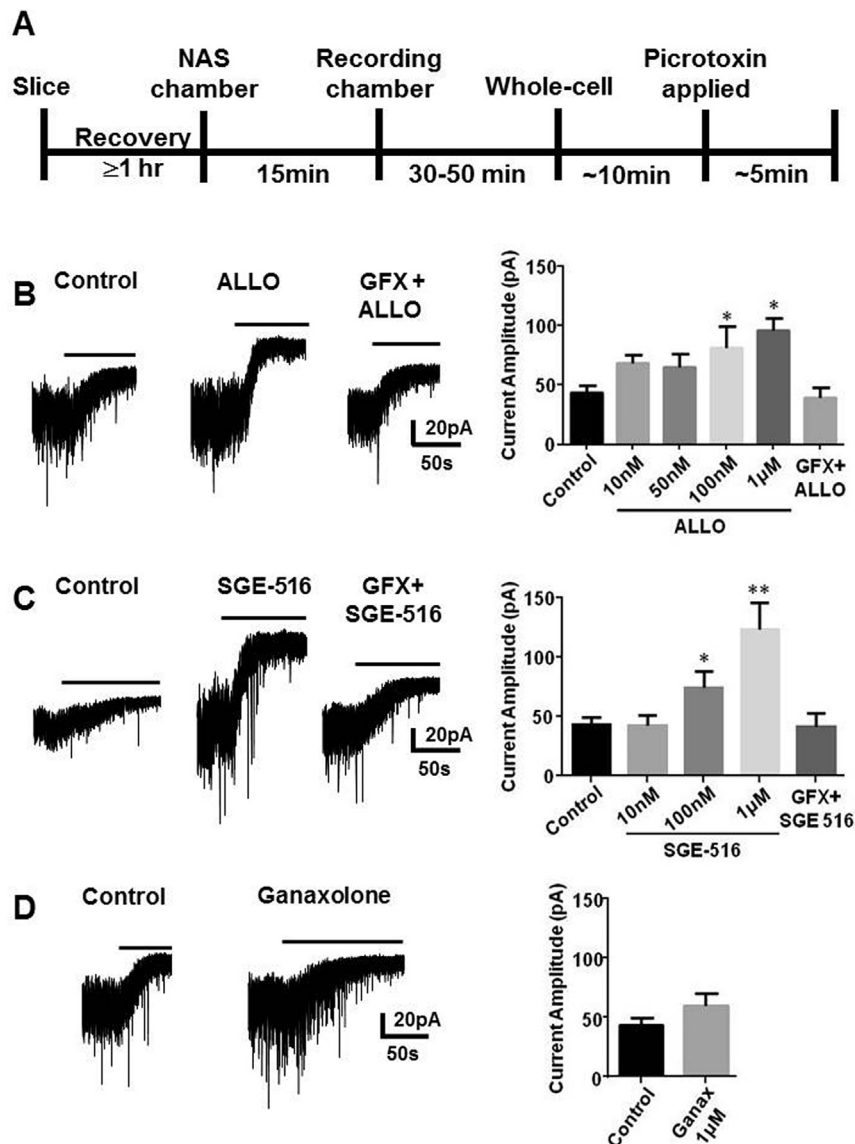 A
Slice
NAS
chamber
Recording
chamber
Whole-cell
Picrotoxin
applied
Recovery
≥1 hr
15min
30-50 min
~10min
~5min
B
Control
ALLO
GFX +
ALLO
20pA
50s
Current Amplitude (pA)
150
100
50
0
*
*
Control
10nM
50nM
100nM
1µM
GFX+
ALLO
ALLO
C
Control
SGE-516
GFX+
SGE-516
20pA
50s
Current Amplitude (pA)
150
100
50
0
*
**
Control
10nM
100nM
1µM
GFX+
SGE 516
SGE-516
D
Control
Ganaxolone
20pA
50s
Current Amplitude (pA)
150
100
50
0
Control
Ganax
1µM